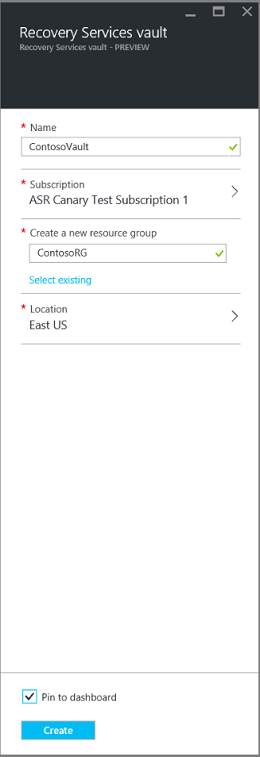 Recovery Services vault
Recovery Services vault - PREVIEW
* Name
ContosoVault
* Subscription
ASR Canary Test Subscription 1
* Create a new resource group
ContosoRG
Select existing
* Location
East US
Pin to dashboard
Create